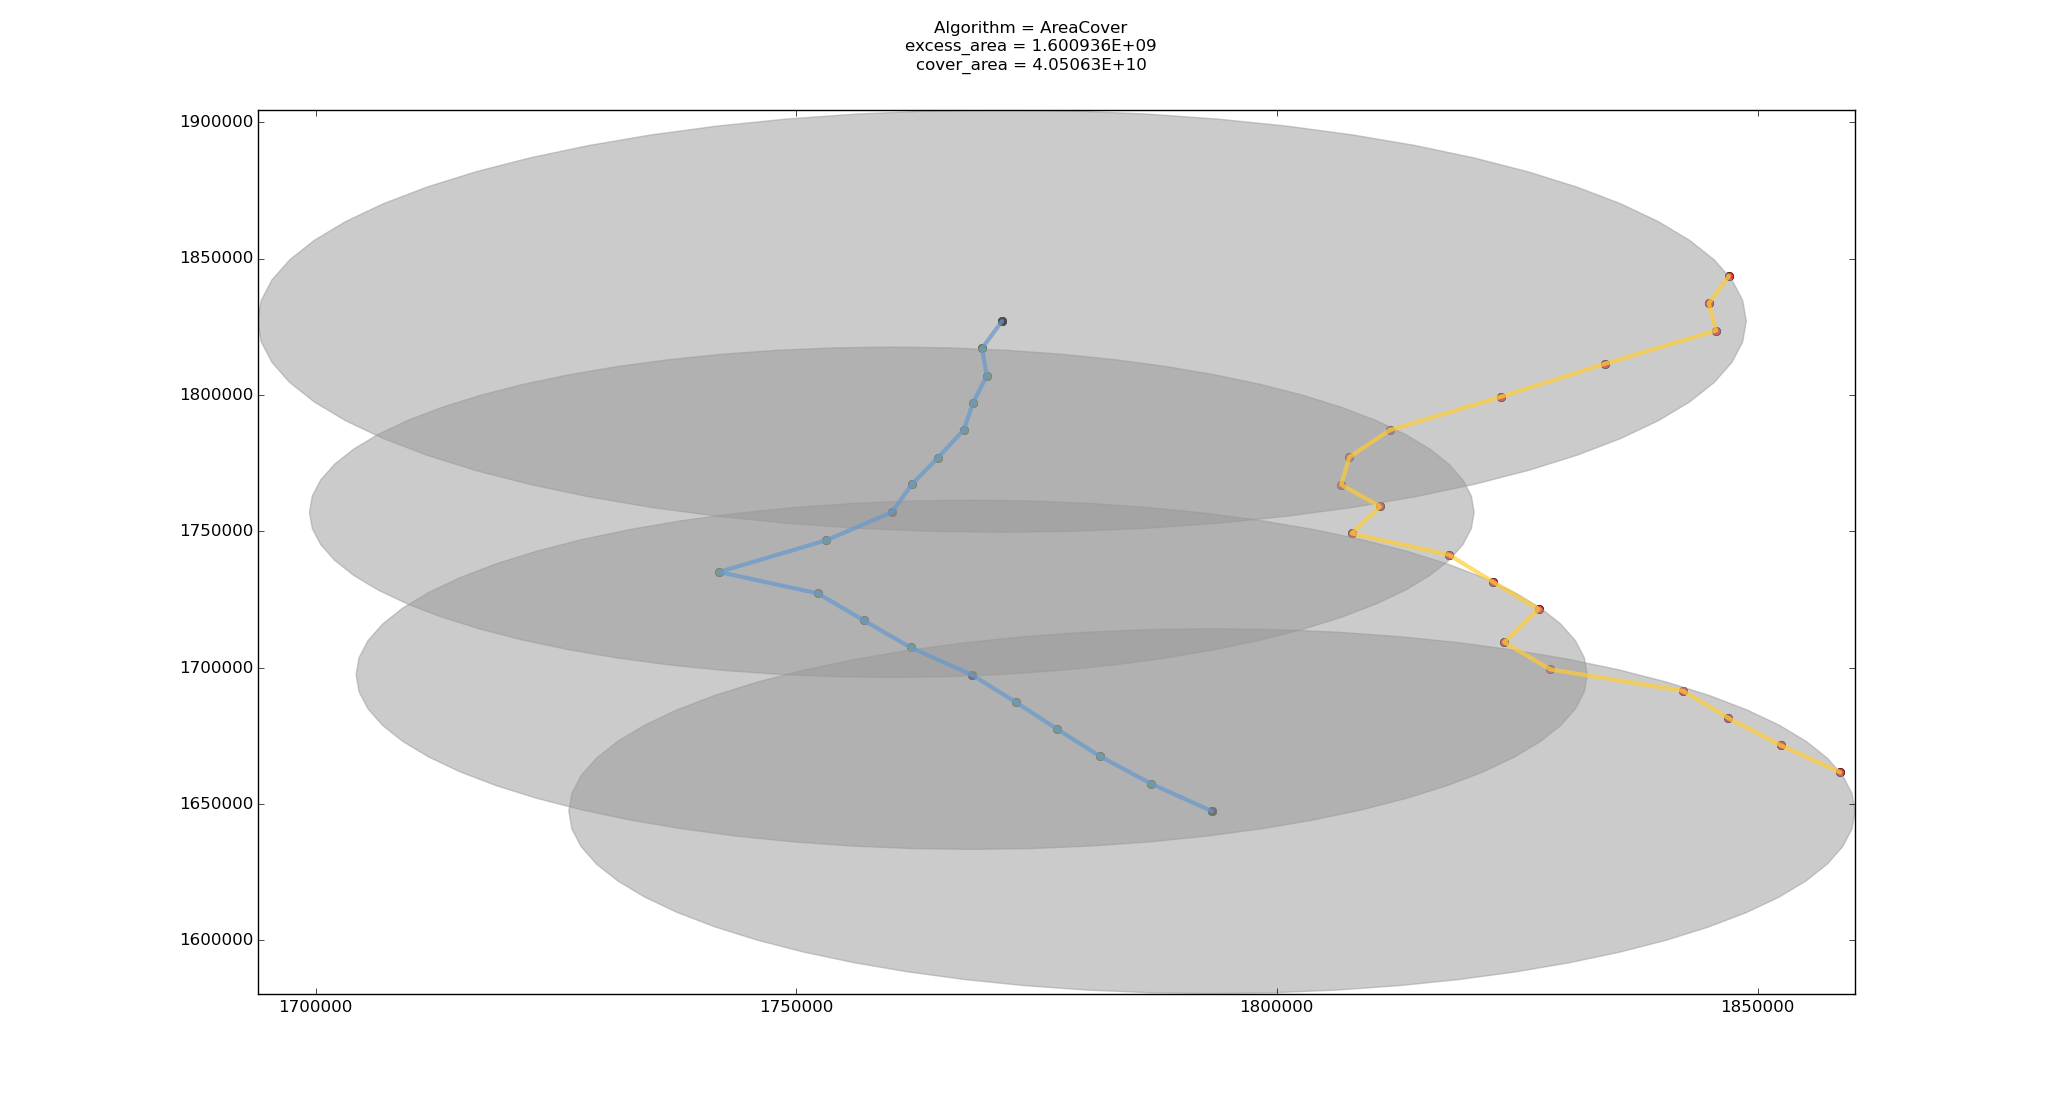 Algorithm = AreaCover
excess_area = 1.600936E+09
cover_area = 4.05063E+10
1900000
1850000
1800000
1750000
1700000
1650000
1600000
1700000 1750000 1800000 1850000